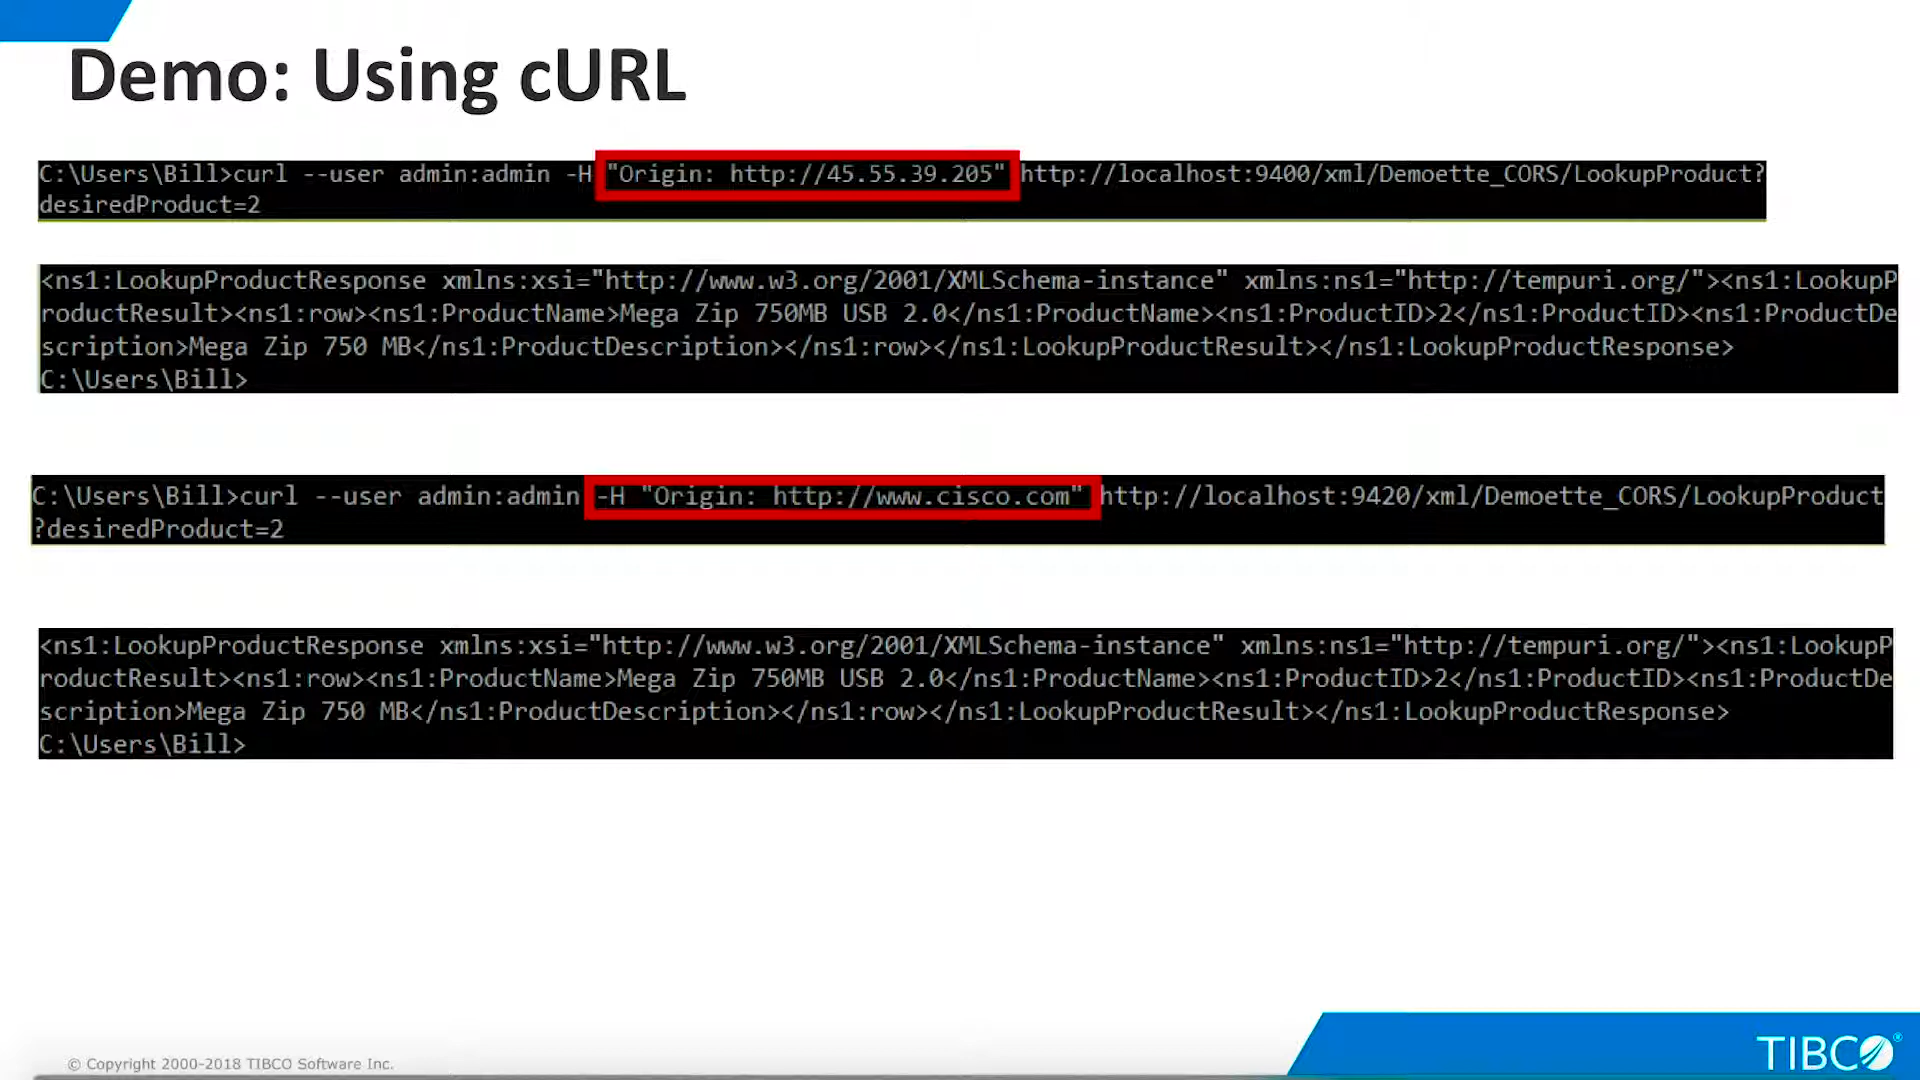 Demo: Using cURL
C:\Users\Bill>curl --user admin:admin -H "Origin: http://45.55.39.205" http://localhost:9400/xml/Demoette_CORS/LookupProduct?
desiredProduct=2
<ns1:LookupProductResponse xmlns:xsi="http://www.w3.org/2001/XMLSchema-instance" xmlns:ns1="http://tempuri.org/"><ns1:LookupP
roductResult><ns1:row><ns1:ProductName>Mega Zip 750MB USB 2.0</ns1:ProductName><ns1:ProductID>2</ns1:ProductID><ns1:ProductDe
scription>Mega Zip 750 MB</ns1:ProductDescription></ns1:row></ns1:LookupProductResult></ns1:LookupProductResponse>
C:\Users\Bill>
C:\Users\Bill>curl --user admin:admin -H "Origin: http://www.cisco.com" http://localhost:9420/xml/Demoette_CORS/LookupProduct
?desiredProduct=2
<ns1:LookupProductResponse xmlns:xsi="http://www.w3.org/2001/XMLSchema-instance" xmlns:ns1="http://tempuri.org/"><ns1:LookupP
roductResult><ns1:row><ns1:ProductName>Mega Zip 750MB USB 2.0</ns1:ProductName><ns1:ProductID>2</ns1:ProductID><ns1:ProductDe
scription>Mega Zip 750 MB</ns1:ProductDescription></ns1:row></ns1:LookupProductResult></ns1:LookupProductResponse>
C:\Users\Bill>
© Copyright 2000-2018 TIBCO Software Inc.
TIBCO®